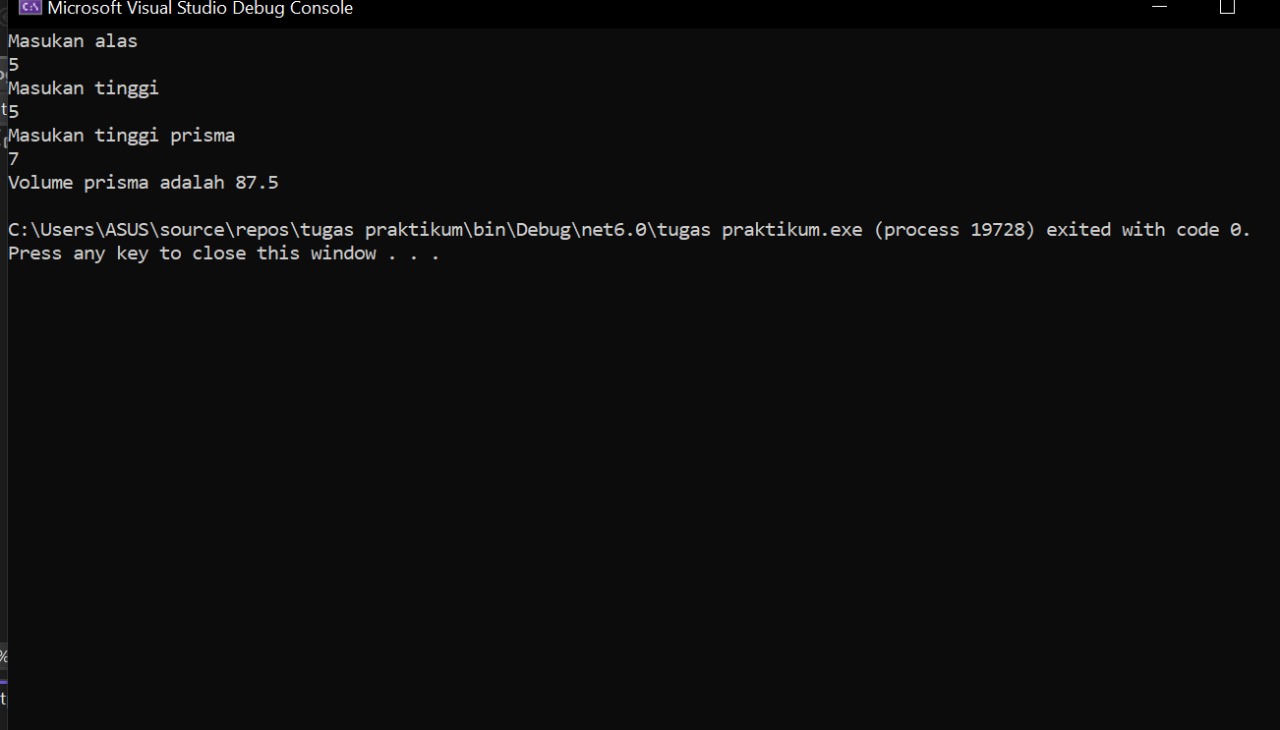 Microsoft Visual Studio Debug Console
Masukan alas
5
Masukan tinggi
5
Masukan tinggi prisma
7
Volume prisma adalah 87.5
C:\Users\ASUS\source\repos\tugas praktikum\bin\Debug\net6.0\tugas praktikum.exe (process 19728) exited with code 0.
Press any key to close this window . . .